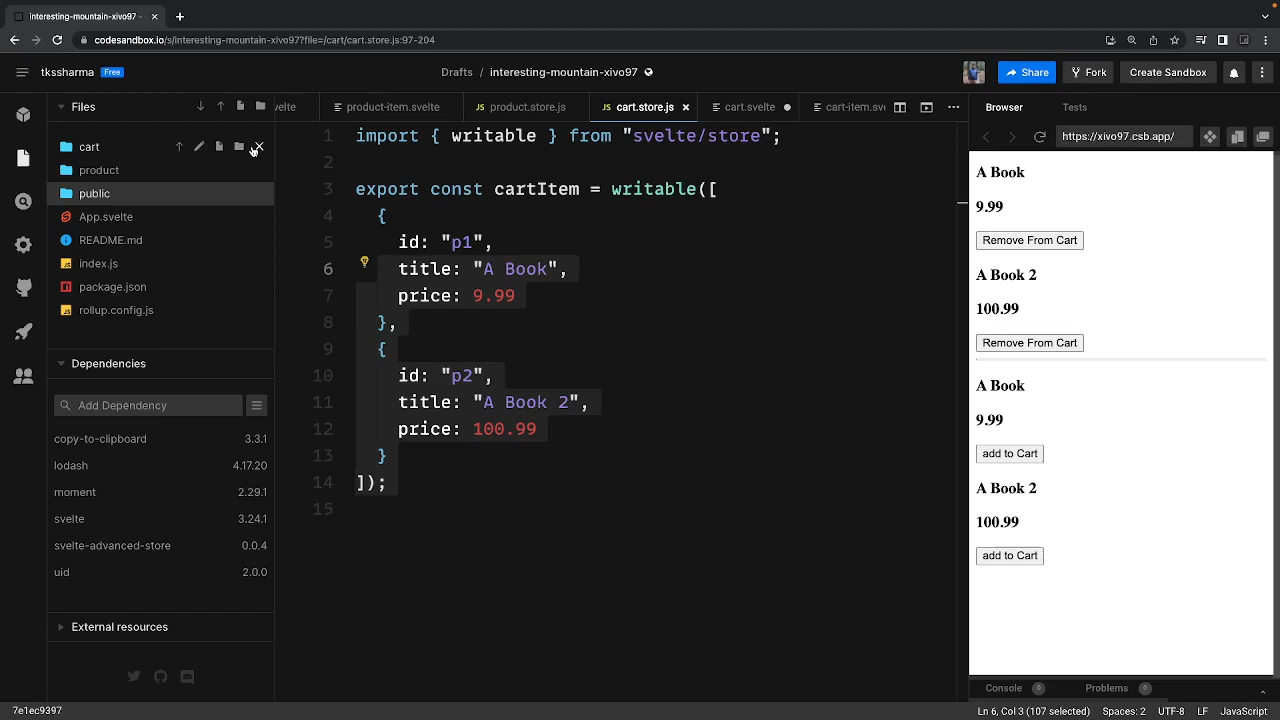 interesting-mountain-xivo97
codesandbox.io/s/interesting-mountain-xivo97?file=/cart/cart.store.js:97-204
tkssharma Free
Drafts / interesting-mountain-xivo97
Share Fork Create Sandbox
Files
svelte product-item.svelte product.store.js cart.store.js cart.svelte cart-item.sve
Browser Tests
https://xivo97.csb.app/
cart
product
public
App.svelte
README.md
index.js
package.json
rollup.config.js
Dependencies
Add Dependency
copy-to-clipboard 3.3.1
lodash 4.17.20
moment 2.29.1
svelte 3.24.1
svelte-advanced-store 0.0.4
uid 2.0.0
External resources
1 import { writable } from "svelte/store";
2
3 export const cartItem = writable([
4 {
5 id: "p1",
6 title: "A Book",
7 price: 9.99
8 },
9 {
10 id: "p2",
11 title: "A Book 2",
12 price: 100.99
13 }
14 ]);
15
A Book
9.99
Remove From Cart
A Book 2
100.99
Remove From Cart
A Book
9.99
add to Cart
A Book 2
100.99
add to Cart
Console 0 Problems 0
7e1ec9397
Ln 6, Col 3 (107 selected) Spaces: 2 UTF-8 LF JavaScript